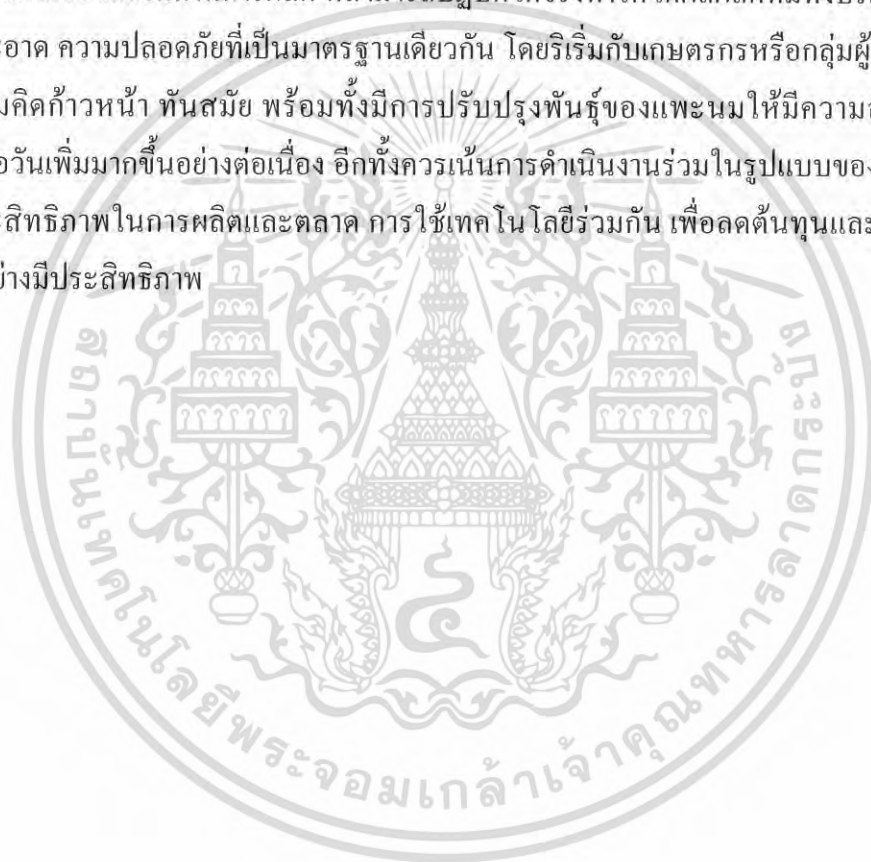 ะอาด ความปลอดภัยที่เป็นมาตรฐานเดียวกัน โดยริเริ่มกับเกษตรกรหรือกลุ่มผู้
มคิดก้าวหน้า ทันสมัย พร้อมทั้งมีการปรับปรุงพันธุ์ของแพะนมให้มีความส
อวันเพิ่มมากขึ้นอย่างต่อเนื่อง อีกทั้งควรเน้นการดำเนินงานร่วมในรูปแบบของ
ะสิทธิภาพในการผลิตและตลาด การใช้เทคโนโลยีร่วมกัน เพื่อลดต้นทุนและ
ย่างมีประสิทธิภาพ
สถาบันเทคโนโลยีพระจอมเกล้าเจ้าคุณทหารลาดกระบัง